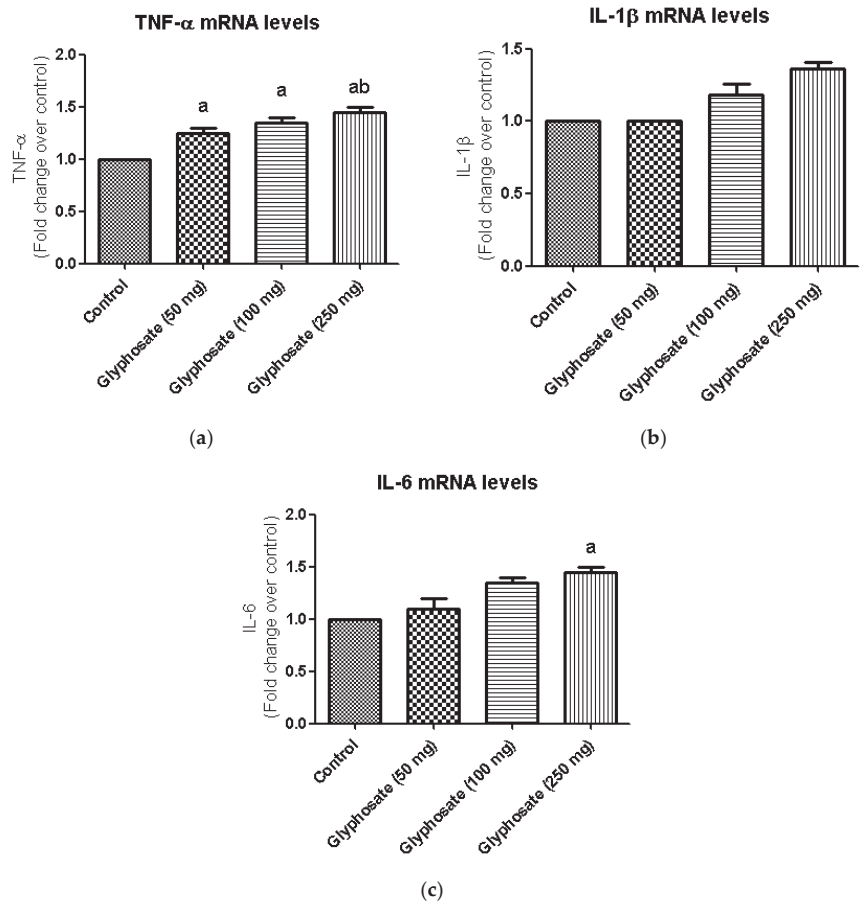 TNF-α mRNA levels
TNF-α
(Fold change over control)
2.0
1.5
1.0
0.5
0.0
a
a
ab
Control
Glyphosate (50 mg)
Glyphosate (100 mg)
Glyphosate (250 mg)
(a)
IL-1β mRNA levels
IL-1β
(Fold change over control)
1.5
1.0
0.5
0.0
Control
Glyphosate (50 mg)
Glyphosate (100 mg)
Glyphosate (250 mg)
(b)
IL-6 mRNA levels
IL-6
(Fold change over control)
2.0
1.5
1.0
0.5
0.0
a
Control
Glyphosate (50 mg)
Glyphosate (100 mg)
Glyphosate (250 mg)
(c)